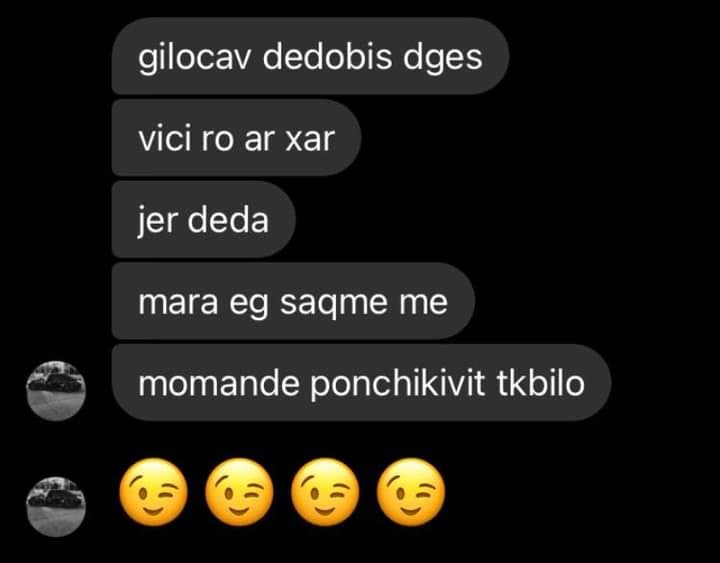 gilocav dedobis dges
vici ro ar xar
jer deda
mara eg saqme me
momande ponchikivit tkbilo
😉😉😉😉